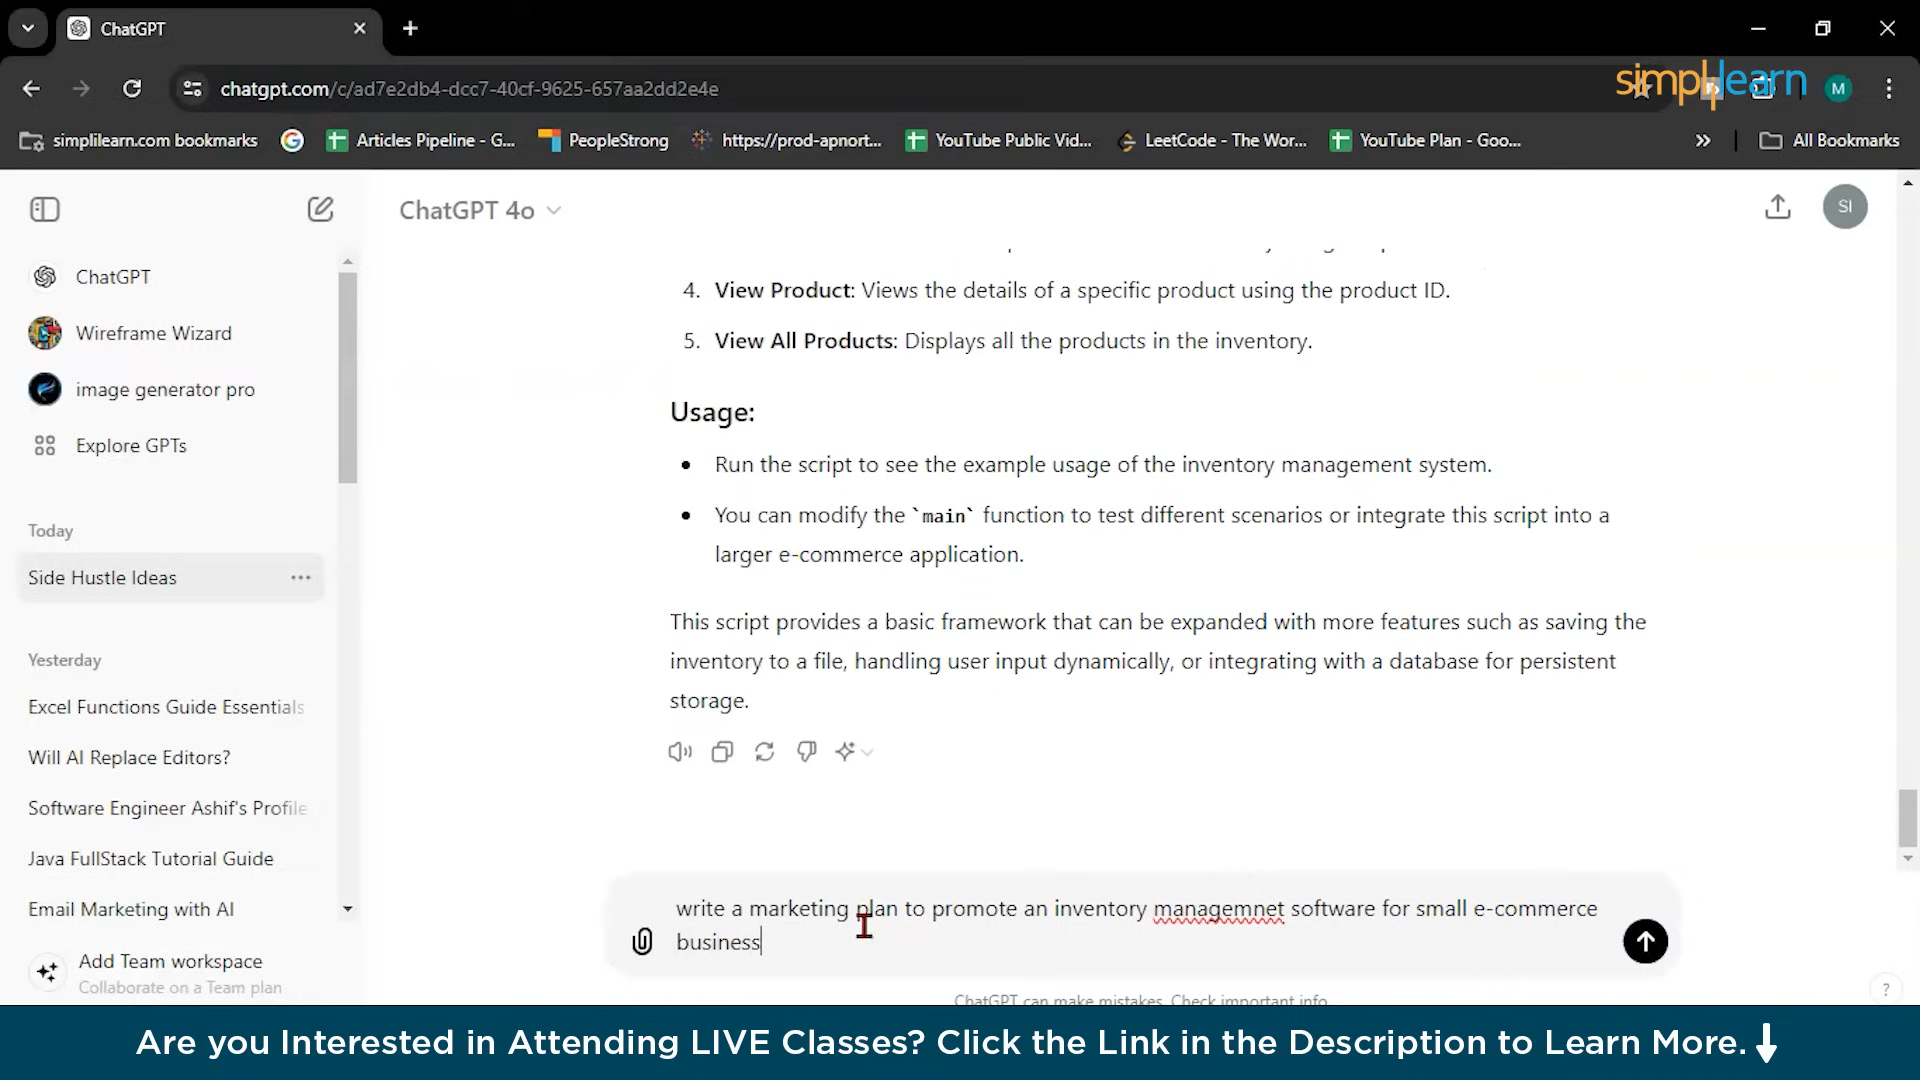 ChatGPT
chatgpt.com/c/ad7e2db4-dcc7-40cf-9625-657aa2dd2e4e
simplilearn
M
simplilearn.com bookmarks
Articles Pipeline - G...
PeopleStrong
https://prod-apnort...
YouTube Public Vid...
LeetCode - The Wor...
YouTube Plan - Goo...
All Bookmarks
ChatGPT 4o
SI
ChatGPT
Wireframe Wizard
image generator pro
Explore GPTs
Today
Side Hustle Ideas
Yesterday
Excel Functions Guide Essentials
Will AI Replace Editors?
Software Engineer Ashif's Profile
Java FullStack Tutorial Guide
Email Marketing with AI
Add Team workspace
Collaborate on a Team plan
4. View Product: Views the details of a specific product using the product ID.
5. View All Products: Displays all the products in the inventory.
Usage:
• Run the script to see the example usage of the inventory management system.
• You can modify the `main` function to test different scenarios or integrate this script into a
larger e-commerce application.
This script provides a basic framework that can be expanded with more features such as saving the
inventory to a file, handling user input dynamically, or integrating with a database for persistent
storage.
write a marketing plan to promote an inventory managemnet software for small e-commerce
business
ChatGPT can make mistakes. Check important info.
?
Are you Interested in Attending LIVE Classes? Click the Link in the Description to Learn More.